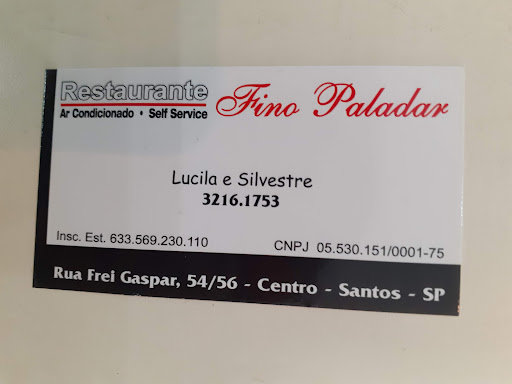 Restaurante
Ar Condicionado • Self Service
Fino Paladar
Lucila e Silvestre
3216.1753
Insc. Est. 633.569.230.110
CNPJ 05.530.151/0001-75
Rua Frei Gaspar, 54/56 - Centro - Santos - SP